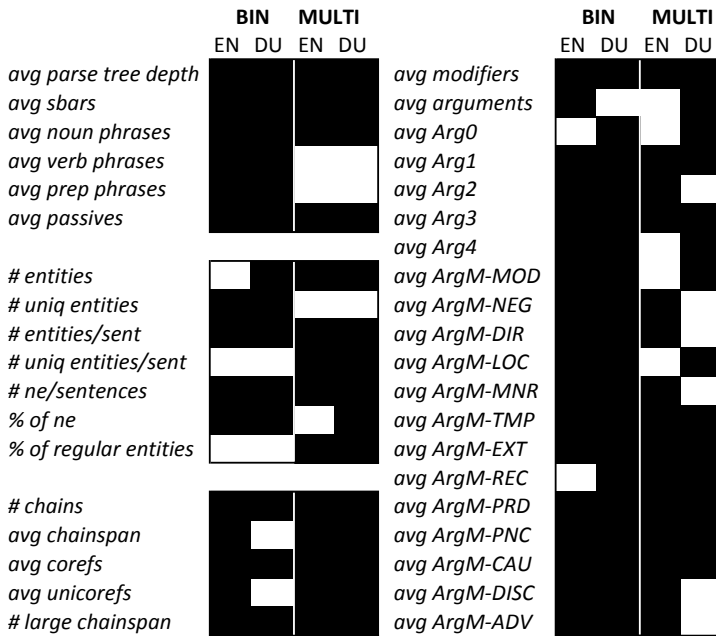 BIN MULTI BIN MULTI
EN DU EN DU EN DU EN DU
avg parse tree depth avg modifiers
avg sbars avg arguments
avg noun phrases avg Arg0
avg verb phrases avg Arg1
avg prep phrases avg Arg2
avg passives avg Arg3
avg Arg4
# entities avg ArgM-MOD
# uniq entities avg ArgM-NEG
# entities/sent avg ArgM-DIR
# uniq entities/sent avg ArgM-LOC
# ne/sentences avg ArgM-MNR
% of ne avg ArgM-TMP
% of regular entities avg ArgM-EXT
avg ArgM-REC
# chains avg ArgM-PRD
avg chainspan avg ArgM-PNC
avg corefs avg ArgM-CAU
avg unicorefs avg ArgM-DISC
# large chainspan avg ArgM-ADV